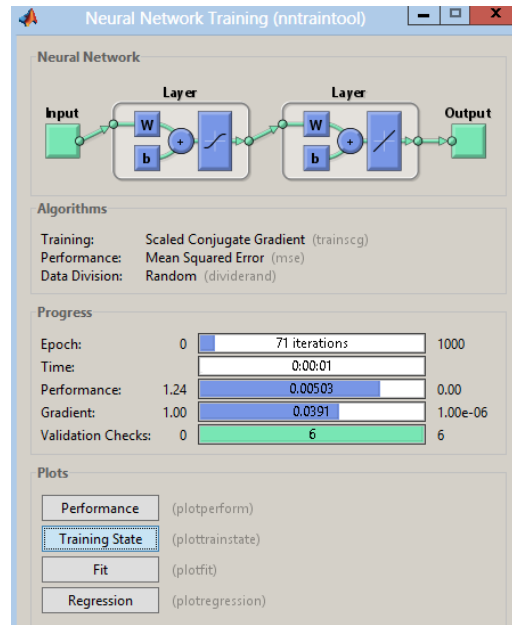 Neural Network Training (nntraintool)
Neural Network
Layer Layer
Input Output
W W
b + b +
Algorithms
Training: Scaled Conjugate Gradient (trainscg)
Performance: Mean Squared Error (mse)
Data Division: Random (dividerand)
Progress
Epoch: 0 71 iterations 1000
Time: 0:00:01
Performance: 1.24 0.00503 0.00
Gradient: 1.00 0.0391 1.00e-06
Validation Checks: 0 6 6
Plots
Performance (plotperform)
Training State (plottrainstate)
Fit (plotfit)
Regression (plotregression)